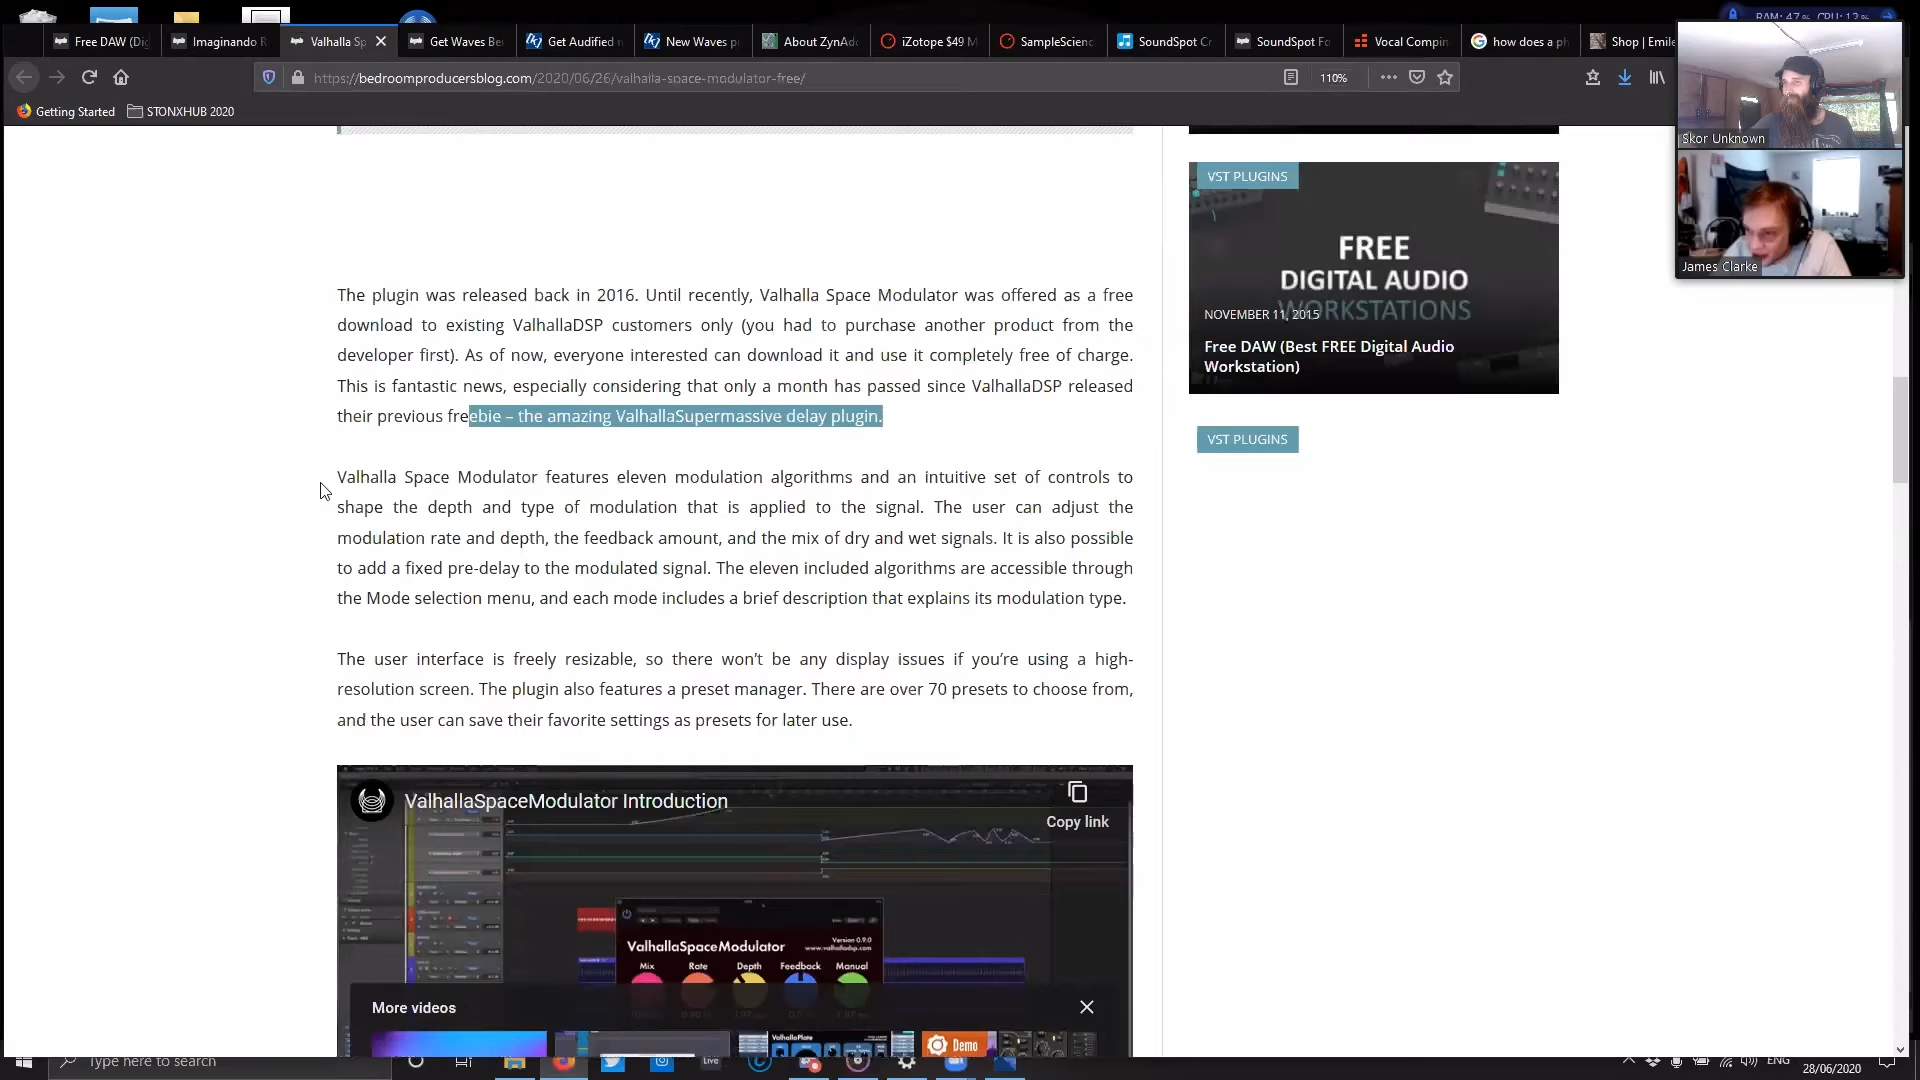 Free DAW (Dig
Imaginando R
Valhalla Sp
Get Waves Be
Get Audified n
New Waves p
About ZynAd
iZotope $49 M
SampleScienc
SoundSpot Cr
SoundSpot Fo
Vocal Compin
how does a ph
Shop | Emile
https://bedroomproducersblog.com/2020/06/26/valhalla-space-modulator-free/
110%
Getting Started
STONXHUB 2020
Skor Unknown
James Clarke
The plugin was released back in 2016. Until recently, Valhalla Space Modulator was offered as a free
download to existing ValhallaDSP customers only (you had to purchase another product from the
developer first). As of now, everyone interested can download it and use it completely free of charge.
This is fantastic news, especially considering that only a month has passed since ValhallaDSP released
their previous freebie – the amazing ValhallaSupermassive delay plugin.
Valhalla Space Modulator features eleven modulation algorithms and an intuitive set of controls to
shape the depth and type of modulation that is applied to the signal. The user can adjust the
modulation rate and depth, the feedback amount, and the mix of dry and wet signals. It is also possible
to add a fixed pre-delay to the modulated signal. The eleven included algorithms are accessible through
the Mode selection menu, and each mode includes a brief description that explains its modulation type.
The user interface is freely resizable, so there won’t be any display issues if you’re using a high-
resolution screen. The plugin also features a preset manager. There are over 70 presets to choose from,
and the user can save their favorite settings as presets for later use.
VST PLUGINS
FREE
DIGITAL AUDIO
WORKSTATIONS
NOVEMBER 11, 2015
Free DAW (Best FREE Digital Audio
Workstation)
VST PLUGINS
ValhallaSpaceModulator Introduction
Copy link
ValhallaSpaceModulator
Version 0.9.0
www.valhalladsp.com
Mix Rate Depth Feedback Manual
More videos
ValhallaPlate
Demo
Type here to search
Live
ENG
28/06/2020